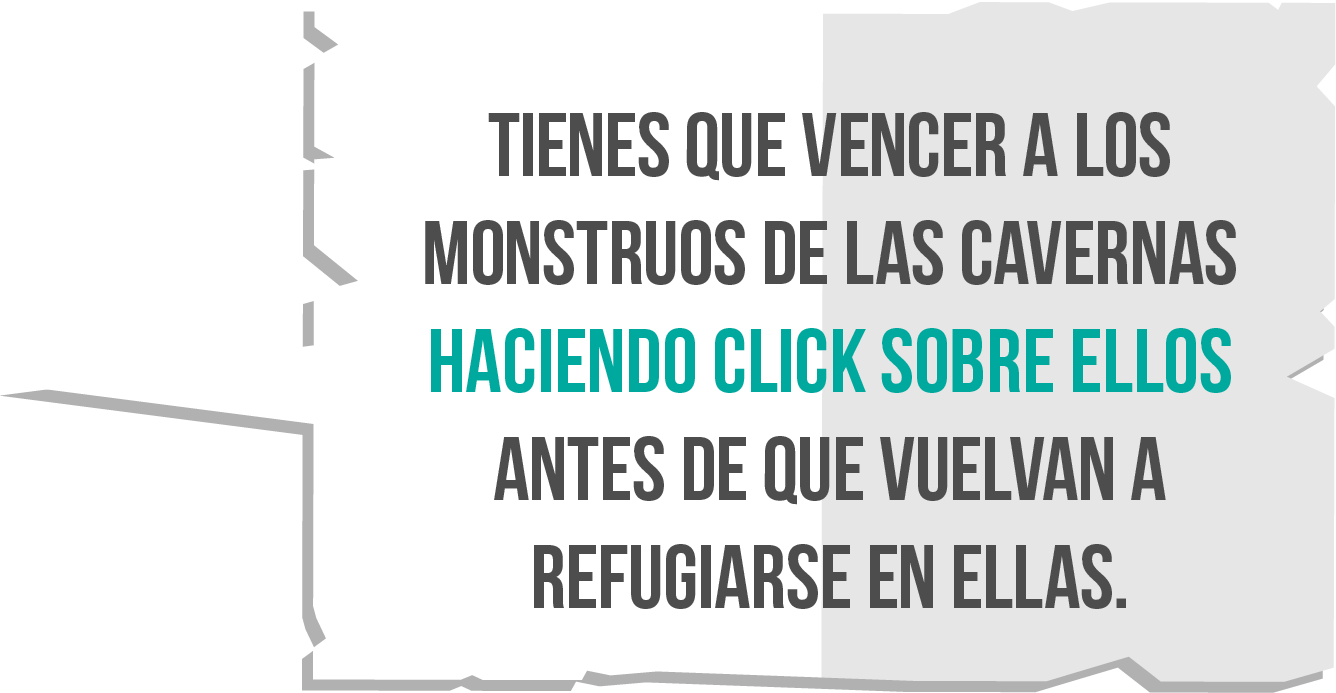 TIENES QUE VENCER A LOS
MONSTRUOS DE LAS CAVERNAS
HACIENDO CLICK SOBRE ELLOS
ANTES DE QUE VUELVAN A
REFUGIARSE EN ELLAS.